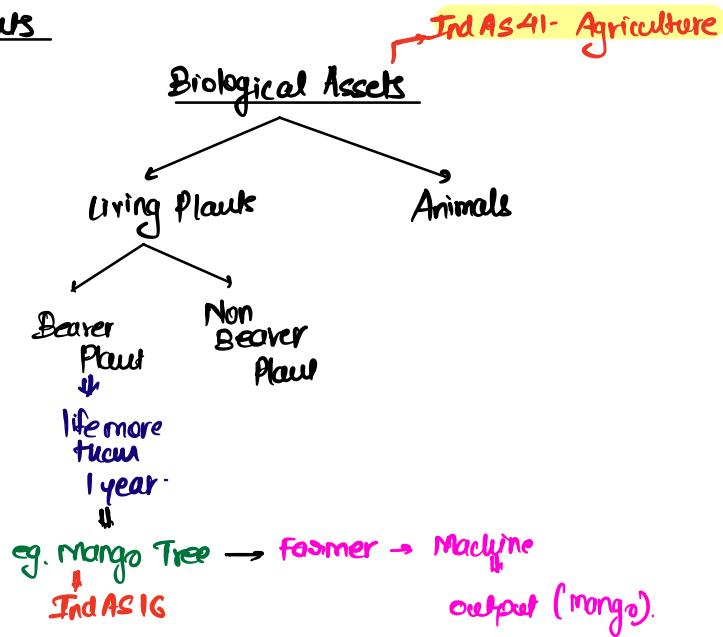 Ind AS 41- Agriculture
Biological Assets
Living Plants
Animals
Bearer
Plant
Non
Bearer
Plant
life more
than
1 year.
eg. Mango Tree → Farmer → Machine
Ind AS 16
output (Mango).